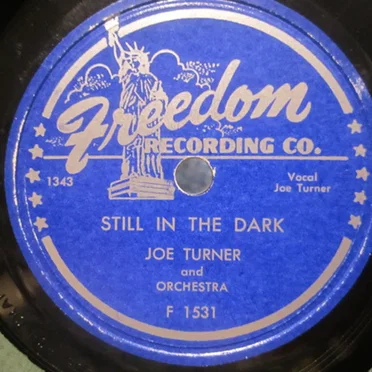 Freedom
RECORDING CO.
1343
Vocal
Joe Turner
STILL IN THE DARK
JOE TURNER
and
ORCHESTRA
F 1531